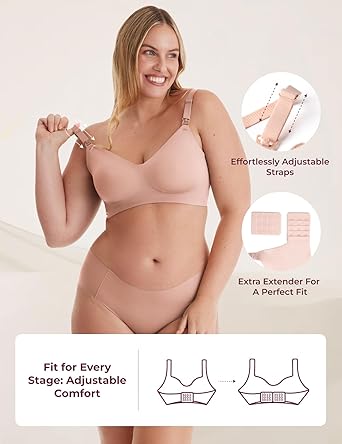 Effortlessly Adjustable
Straps
Extra Extender For
A Perfect Fit
Fit for Every
Stage: Adjustable
Comfort